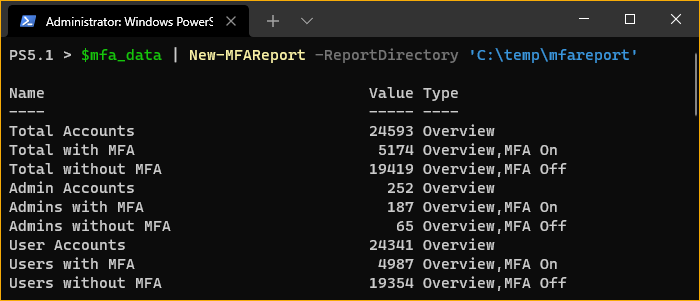 Administrator: Windows PowerS
PS5.1 > $mfa_data | New-MFAReport -ReportDirectory 'C:\temp\mfareport'
Name                                    Value Type
----                                    ----- ----
Total Accounts                          24593 Overview
Total with MFA                           5174 Overview,MFA On
Total without MFA                       19419 Overview,MFA Off
Admin Accounts                            252 Overview
Admins with MFA                           187 Overview,MFA On
Admins without MFA                         65 Overview,MFA Off
User Accounts                           24341 Overview
Users with MFA                           4987 Overview,MFA On
Users without MFA                       19354 Overview,MFA Off